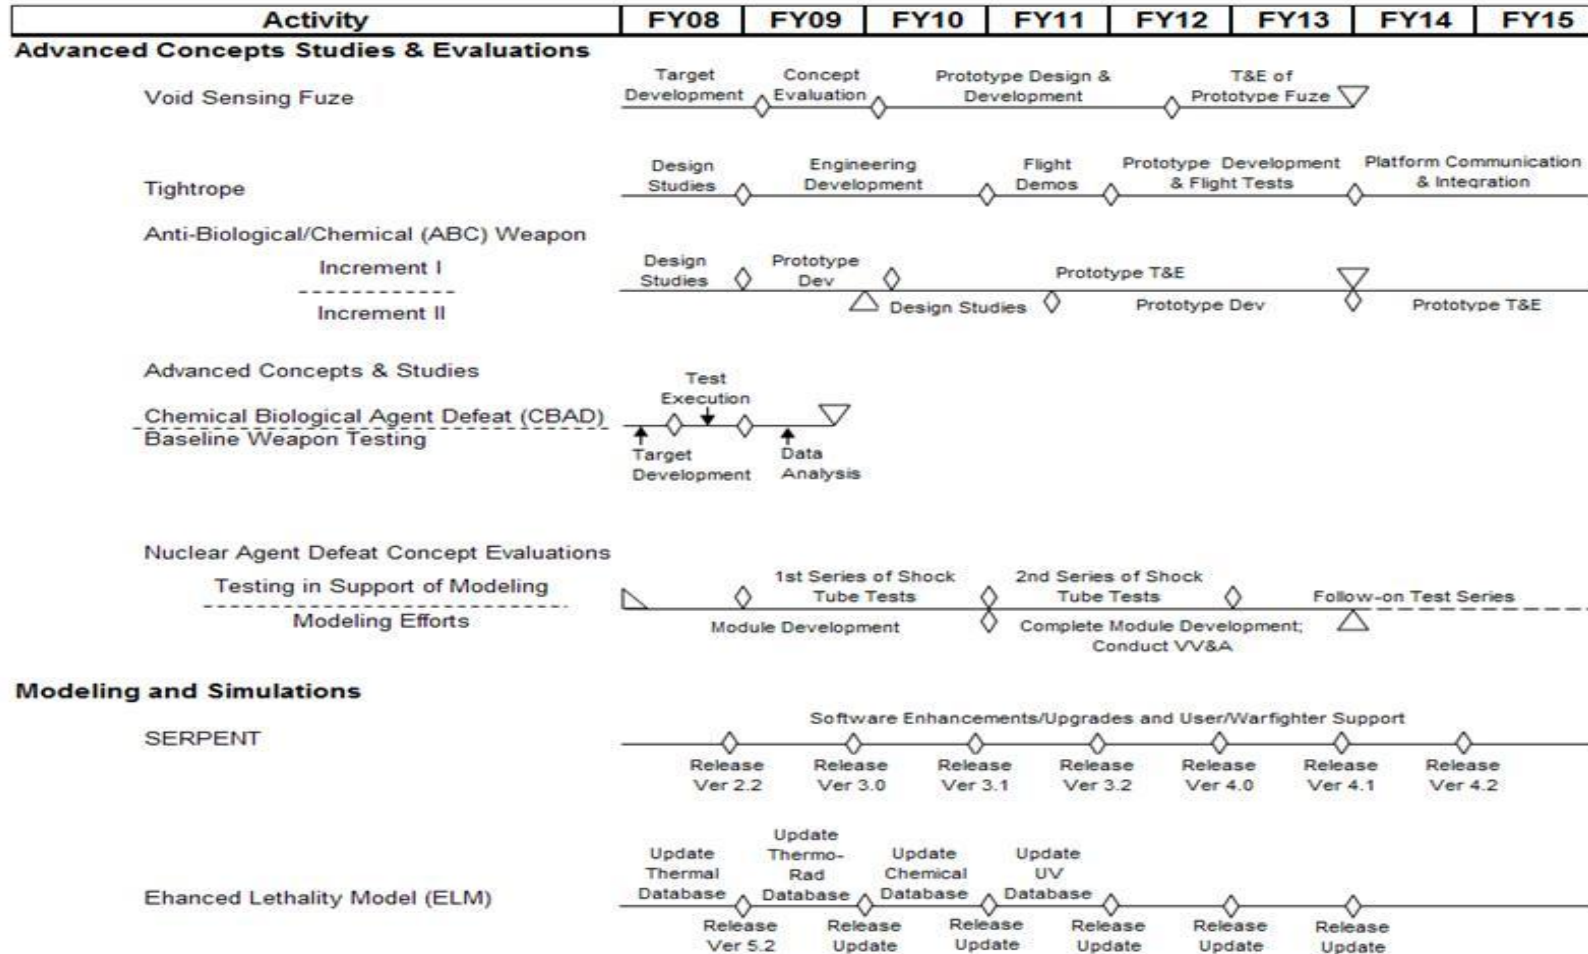 Activity FY08 FY09 FY10 FY11 FY12 FY13 FY14 FY15
Advanced Concepts Studies & Evaluations
Void Sensing Fuze
Target
Development
Concept
Evaluation
Prototype Design &
Development
T&E of
Prototype Fuze
Tightrope
Design
Studies
Engineering
Development
Flight
Demos
Prototype Development
& Flight Tests
Platform Communication
& Integration
Anti-Biological/Chemical (ABC) Weapon
Increment I
Design
Studies
Prototype
Dev
Prototype T&E
Increment II
Design Studies
Prototype Dev
Prototype T&E
Advanced Concepts & Studies
Chemical Biological Agent Defeat (CBAD)
Baseline Weapon Testing
Test
Execution
Target
Development
Data
Analysis
Nuclear Agent Defeat Concept Evaluations
Testing in Support of Modeling
1st Series of Shock
Tube Tests
2nd Series of Shock
Tube Tests
Follow-on Test Series
Modeling Efforts
Module Development
Complete Module Development;
Conduct VV&A
Modeling and Simulations
SERPENT
Software Enhancements/Upgrades and User/Warfighter Support
Release
Ver 2.2
Release
Ver 3.0
Release
Ver 3.1
Release
Ver 3.2
Release
Ver 4.0
Release
Ver 4.1
Release
Ver 4.2
Ehanced Lethality Model (ELM)
Update
Thermal
Database
Update
Thermo-
Rad
Database
Update
Chemical
Database
Update
UV
Database
Release
Ver 5.2
Release
Update
Release
Update
Release
Update
Release
Update
Release
Update